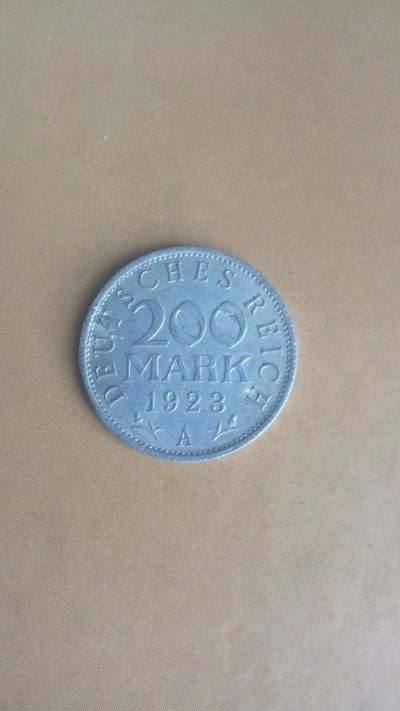 DEUTSCHES REICH
200
MARK
1923
A